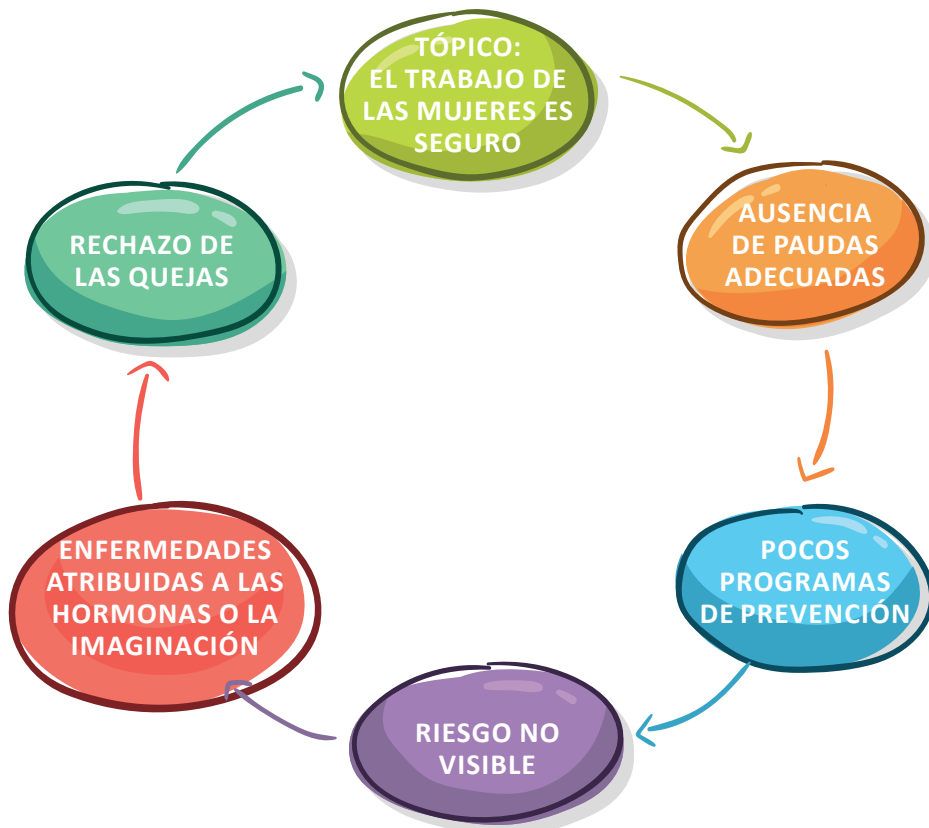 TÓPICO:
EL TRABAJO DE
LAS MUJERES ES
SEGURO
AUSENCIA
DE PAUDAS
ADECUADAS
POCOS
PROGRAMAS
DE PREVENCIÓN
RIESGO NO
VISIBLE
ENFERMEDADES
ATRIBUIDAS A LAS
HORMONAS O LA
IMAGINACIÓN
RECHAZO DE
LAS QUEJAS